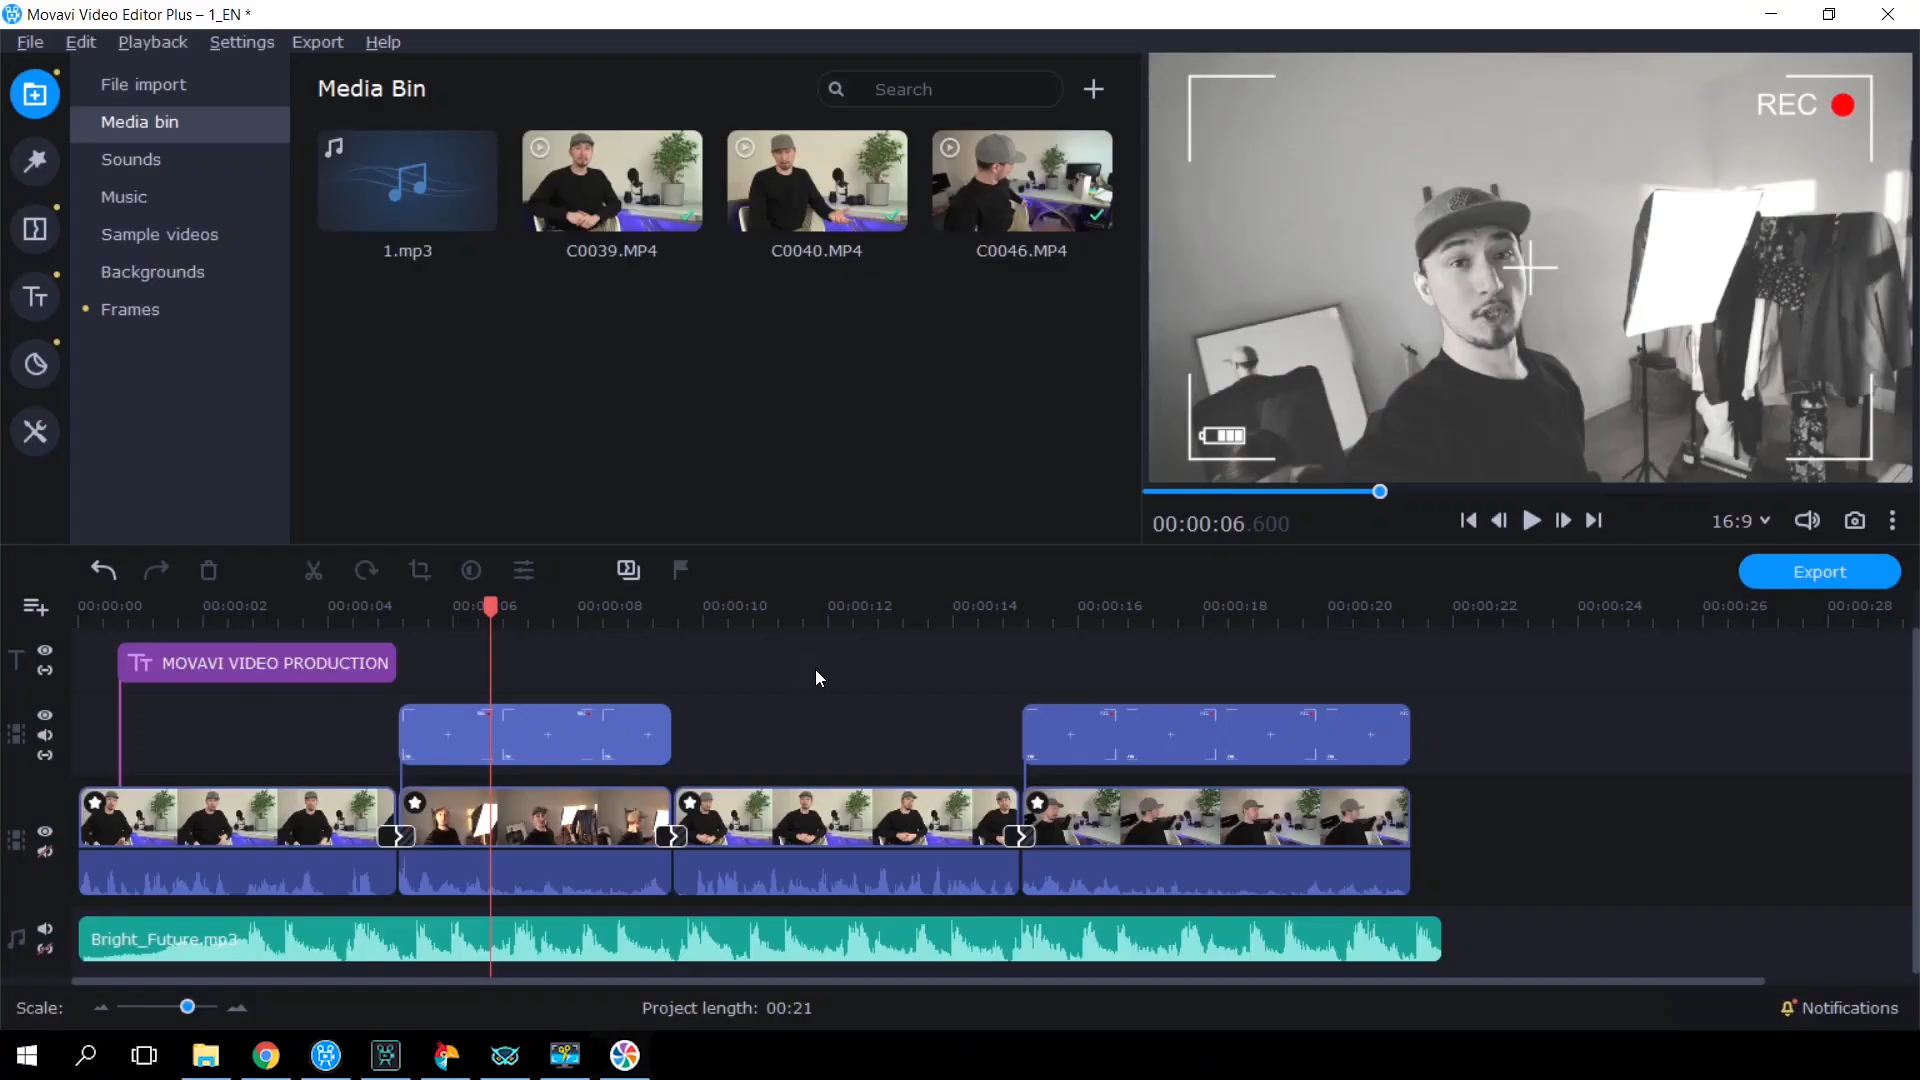 Movavi Video Editor Plus – 1_EN *
File Edit Playback Settings Export Help
File import
Media bin
Sounds
Music
Sample videos
Backgrounds
Frames
Media Bin
Search
1.mp3
C0039.MP4
C0040.MP4
C0046.MP4
REC
00:00:06.600
16:9
Export
00:00:00 00:00:02 00:00:04 00:00:06 00:00:08 00:00:10 00:00:12 00:00:14 00:00:16 00:00:18 00:00:20 00:00:22 00:00:24 00:00:26 00:00:28
MOVAVI VIDEO PRODUCTION
Bright_Future.mp3
Scale:
Project length: 00:21
Notifications